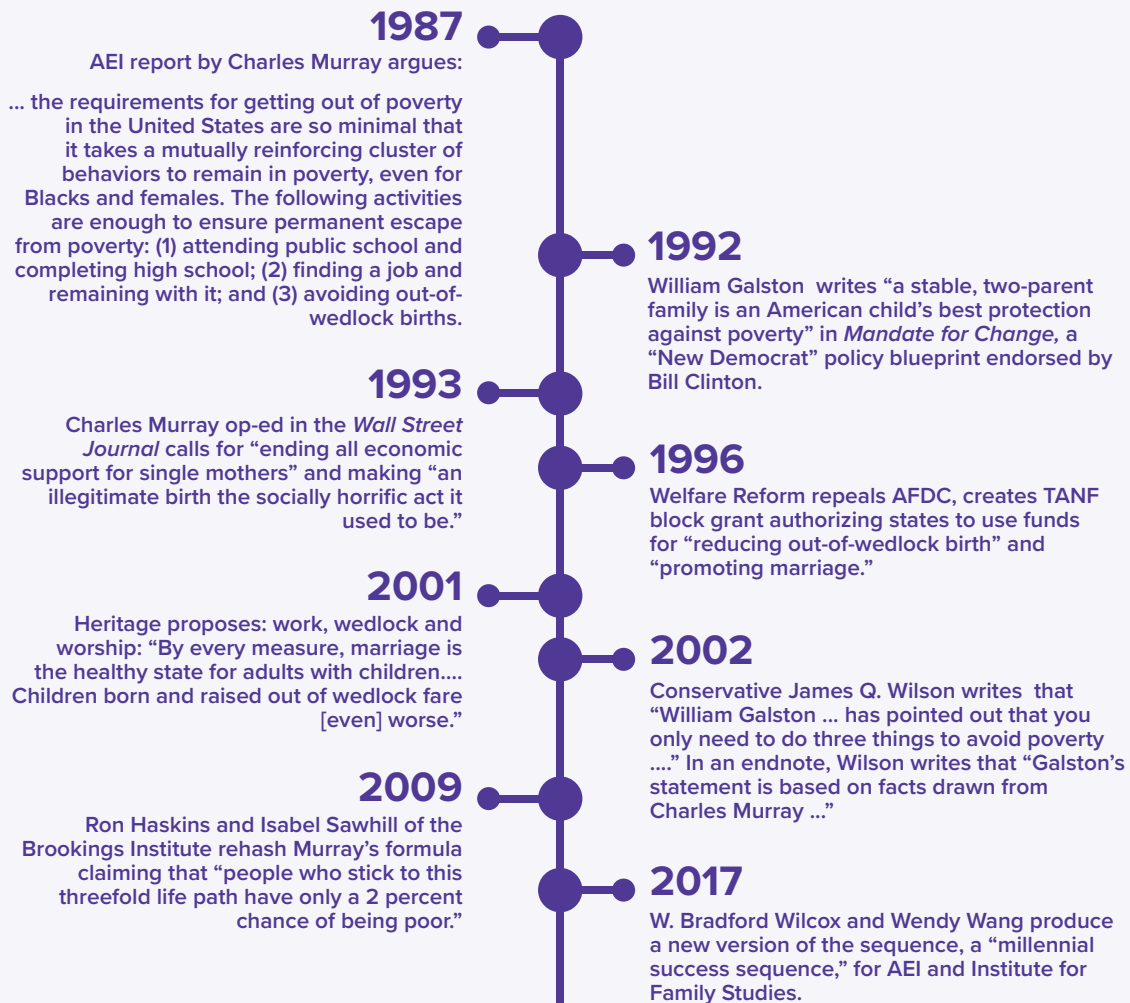 1987
AEI report by Charles Murray argues:
... the requirements for getting out of poverty
in the United States are so minimal that
it takes a mutually reinforcing cluster of
behaviors to remain in poverty, even for
Blacks and females. The following activities
are enough to ensure permanent escape
from poverty: (1) attending public school and
completing high school; (2) finding a job and
remaining with it; and (3) avoiding out-of-
wedlock births.
1992
William Galston  writes “a stable, two-parent
family is an American child’s best protection
against poverty” in Mandate for Change, a
“New Democrat” policy blueprint endorsed by
Bill Clinton.
1993
Charles Murray op-ed in the Wall Street
Journal calls for “ending all economic
support for single mothers” and making “an
illegitimate birth the socially horrific act it
used to be.”
1996
Welfare Reform repeals AFDC, creates TANF
block grant authorizing states to use funds
for “reducing out-of-wedlock birth” and
“promoting marriage.”
2001
Heritage proposes: work, wedlock and
worship: “By every measure, marriage is
the healthy state for adults with children....
Children born and raised out of wedlock fare
[even] worse.”
2002
Conservative James Q. Wilson writes  that
“William Galston ... has pointed out that you
only need to do three things to avoid poverty
....” In an endnote, Wilson writes that “Galston’s
statement is based on facts drawn from
Charles Murray ...”
2009
Ron Haskins and Isabel Sawhill of the
Brookings Institute rehash Murray’s formula
claiming that “people who stick to this
threefold life path have only a 2 percent
chance of being poor.”
2017
W. Bradford Wilcox and Wendy Wang produce
a new version of the sequence, a “millennial
success sequence,” for AEI and Institute for
Family Studies.